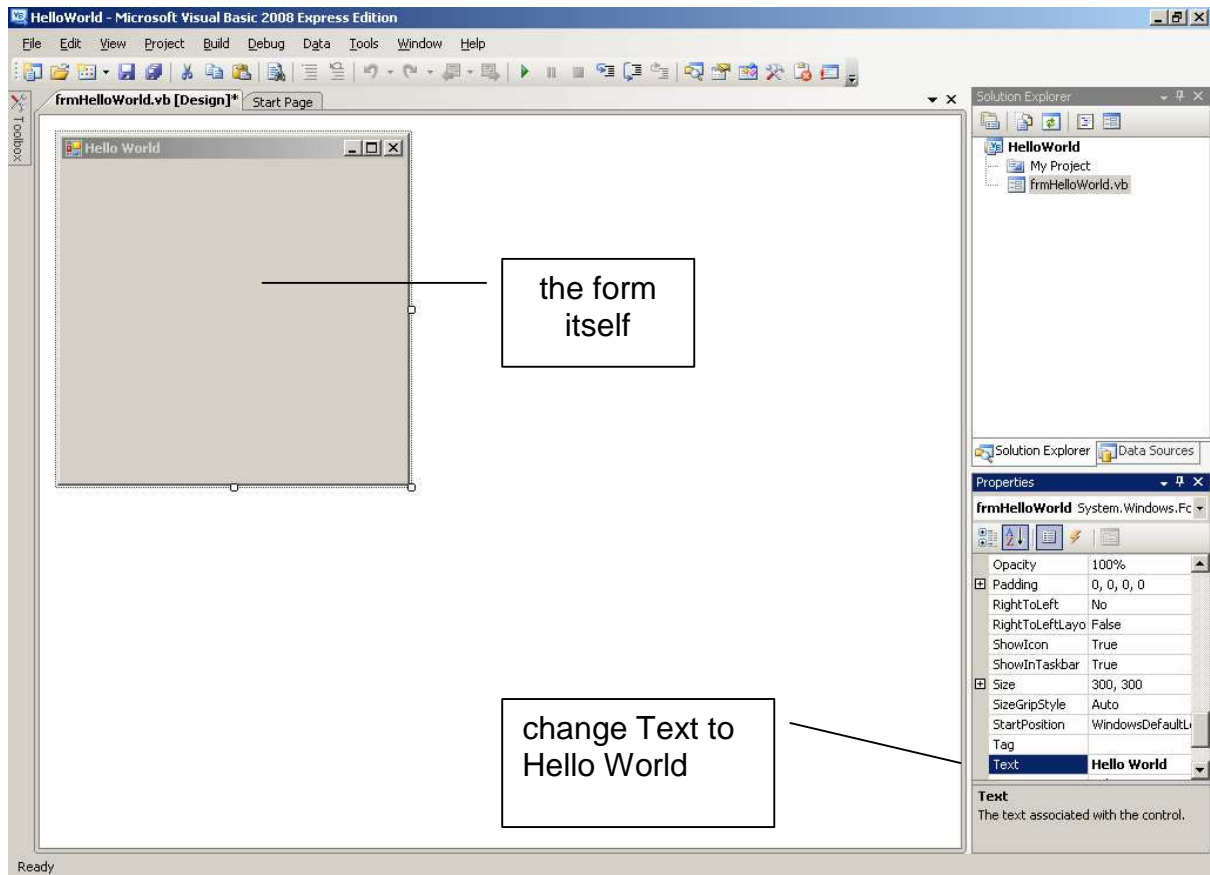 HelloWorld - Microsoft Visual Basic 2008 Express Edition
File Edit View Project Build Debug Data Tools Window Help
frmHelloWorld.vb [Design]* Start Page
Toolbox
Hello World
the form
itself
change Text to
Hello World
Solution Explorer
HelloWorld
My Project
frmHelloWorld.vb
Solution Explorer Data Sources
Properties
frmHelloWorld System.Windows.Fc
Opacity 100%
Padding 0, 0, 0, 0
RightToLeft No
RightToLeftLayo False
ShowIcon True
ShowInTaskbar True
Size 300, 300
SizeGripStyle Auto
StartPosition WindowsDefaultL
Tag
Text Hello World
Text
The text associated with the control.
Ready